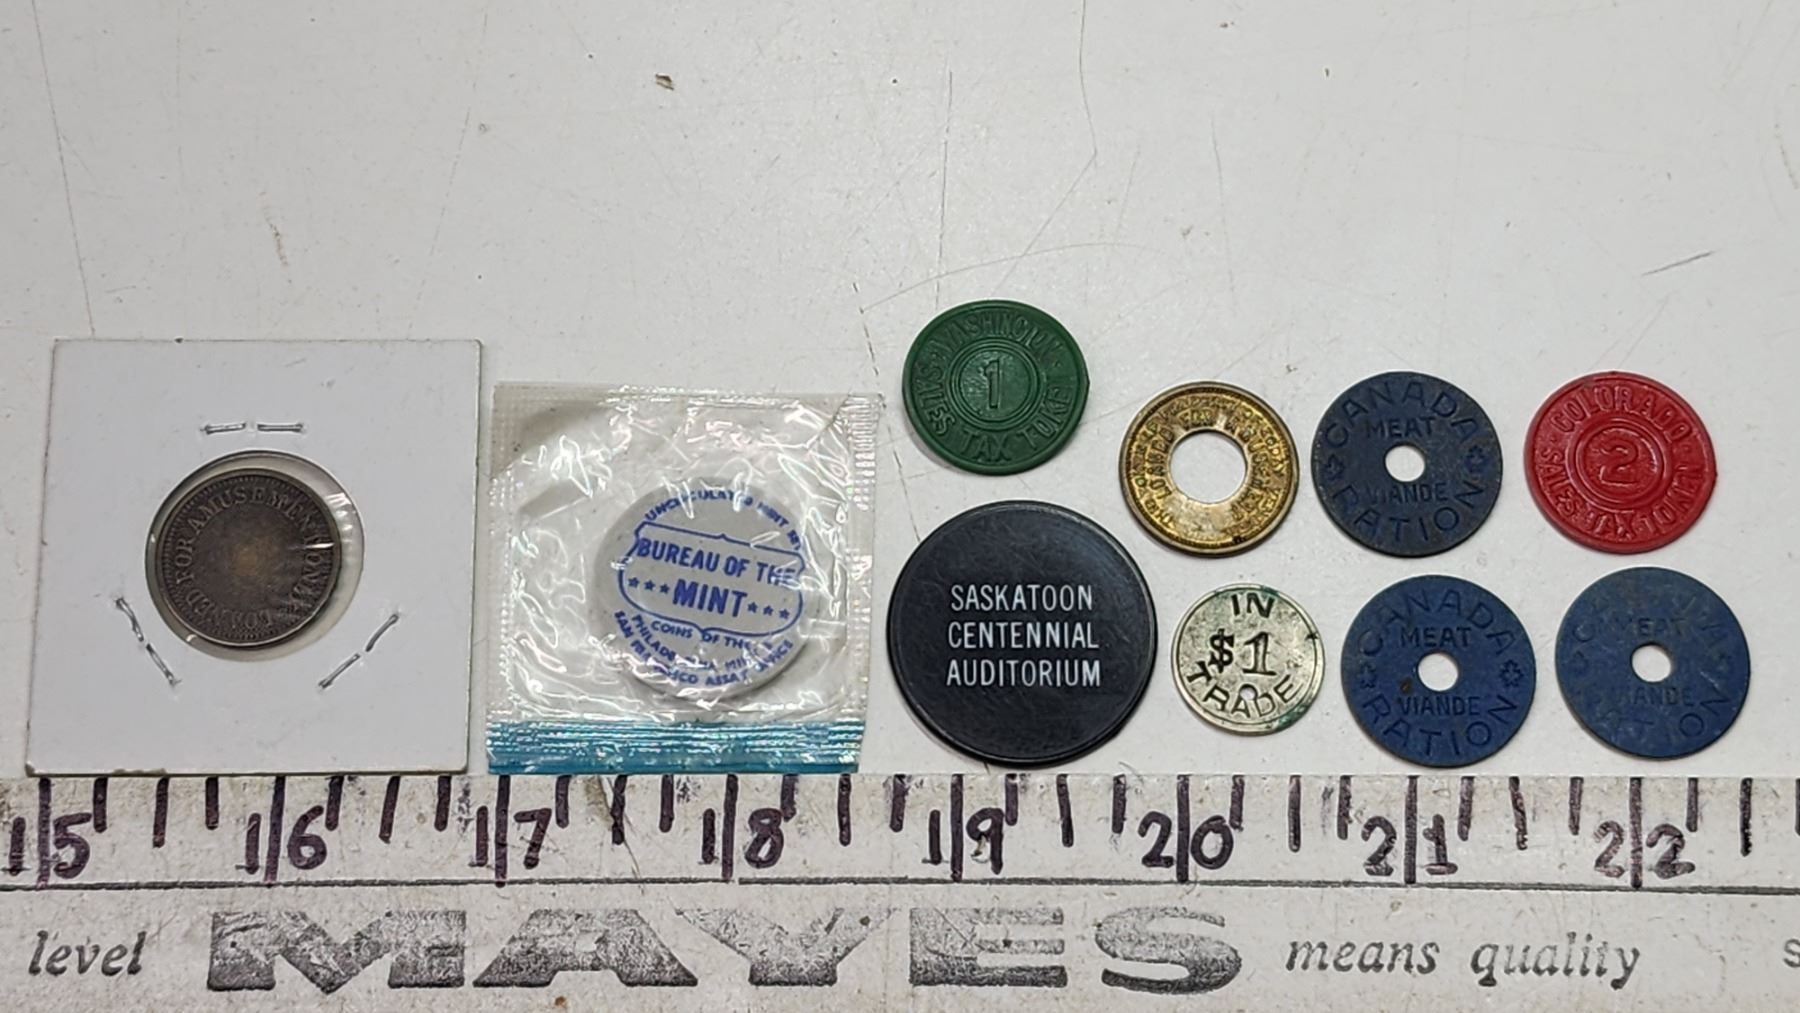 LOANED FOR AMUSEMENT ONLY
UNCIRCULATED MINT SET
BUREAU OF THE
MINT
COINS OF THE
PHILADELPHIA MINT
SAN FRANCISCO ASSAY OFFICE
WASHINGTON
1
SALES TAX TOKEN
SASKATOON
CENTENNIAL
AUDITORIUM
IN
$1
TRADE
CANADA
MEAT
VIANDE
RATION
COLORADO
2
SALES TAX TOKEN
CANADA
MEAT
VIANDE
RATION
MEAT
VIANDE
RATION
15 16 17 18 19 20 21 22
level MAYES means quality s